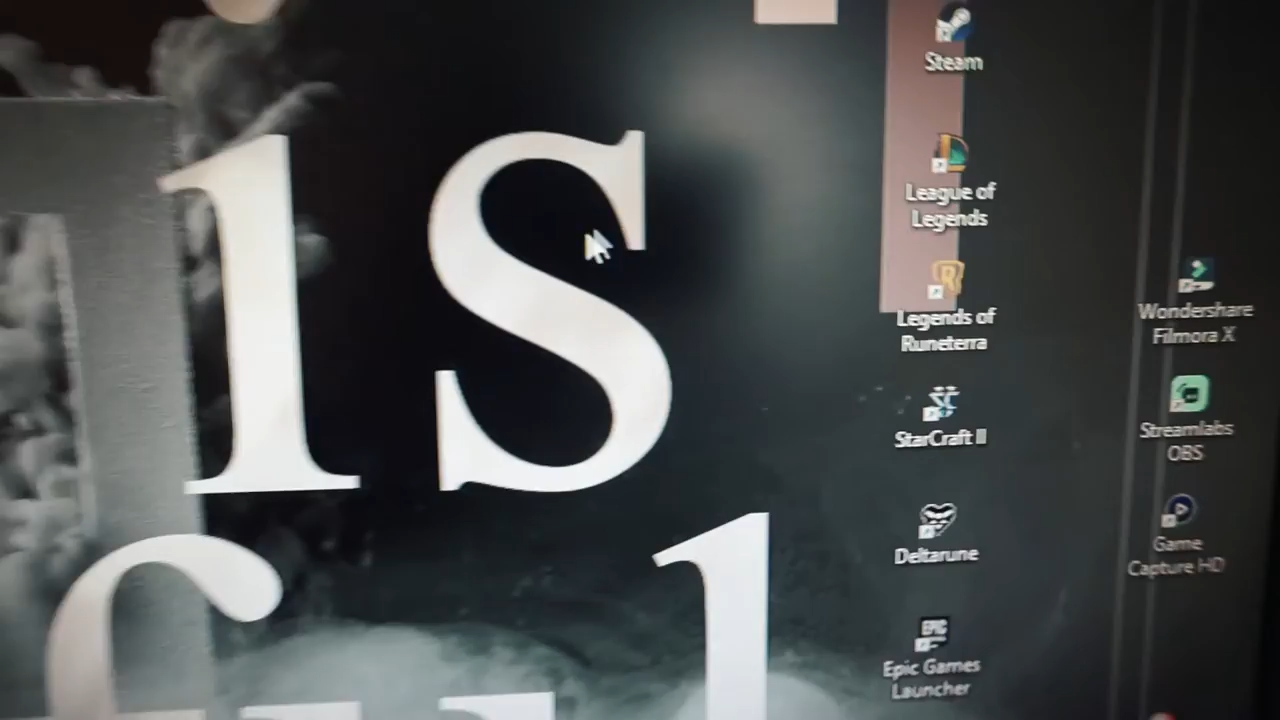 is
Steam
League of
Legends
Legends of
Runeterra
StarCraft II
Deltarune
EPIC
Epic Games
Launcher
Wondershare
Filmora X
Streamlabs
OBS
Game
Capture HD